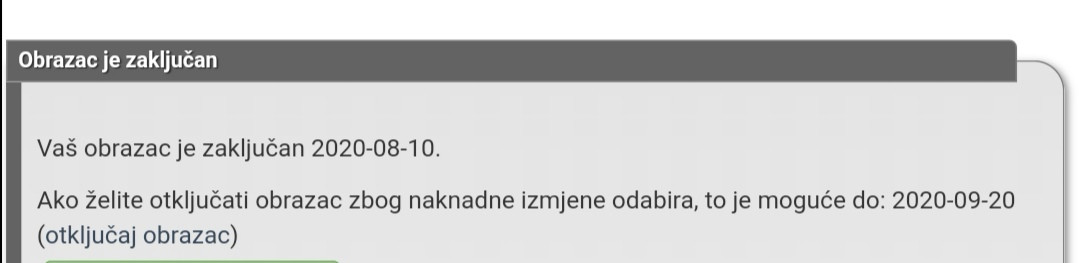 Obrazac je zaključan
Vaš obrazac je zaključan 2020-08-10.
Ako želite otključati obrazac zbog naknadne izmjene odabira, to je moguće do: 2020-09-20
(otključaj obrazac)